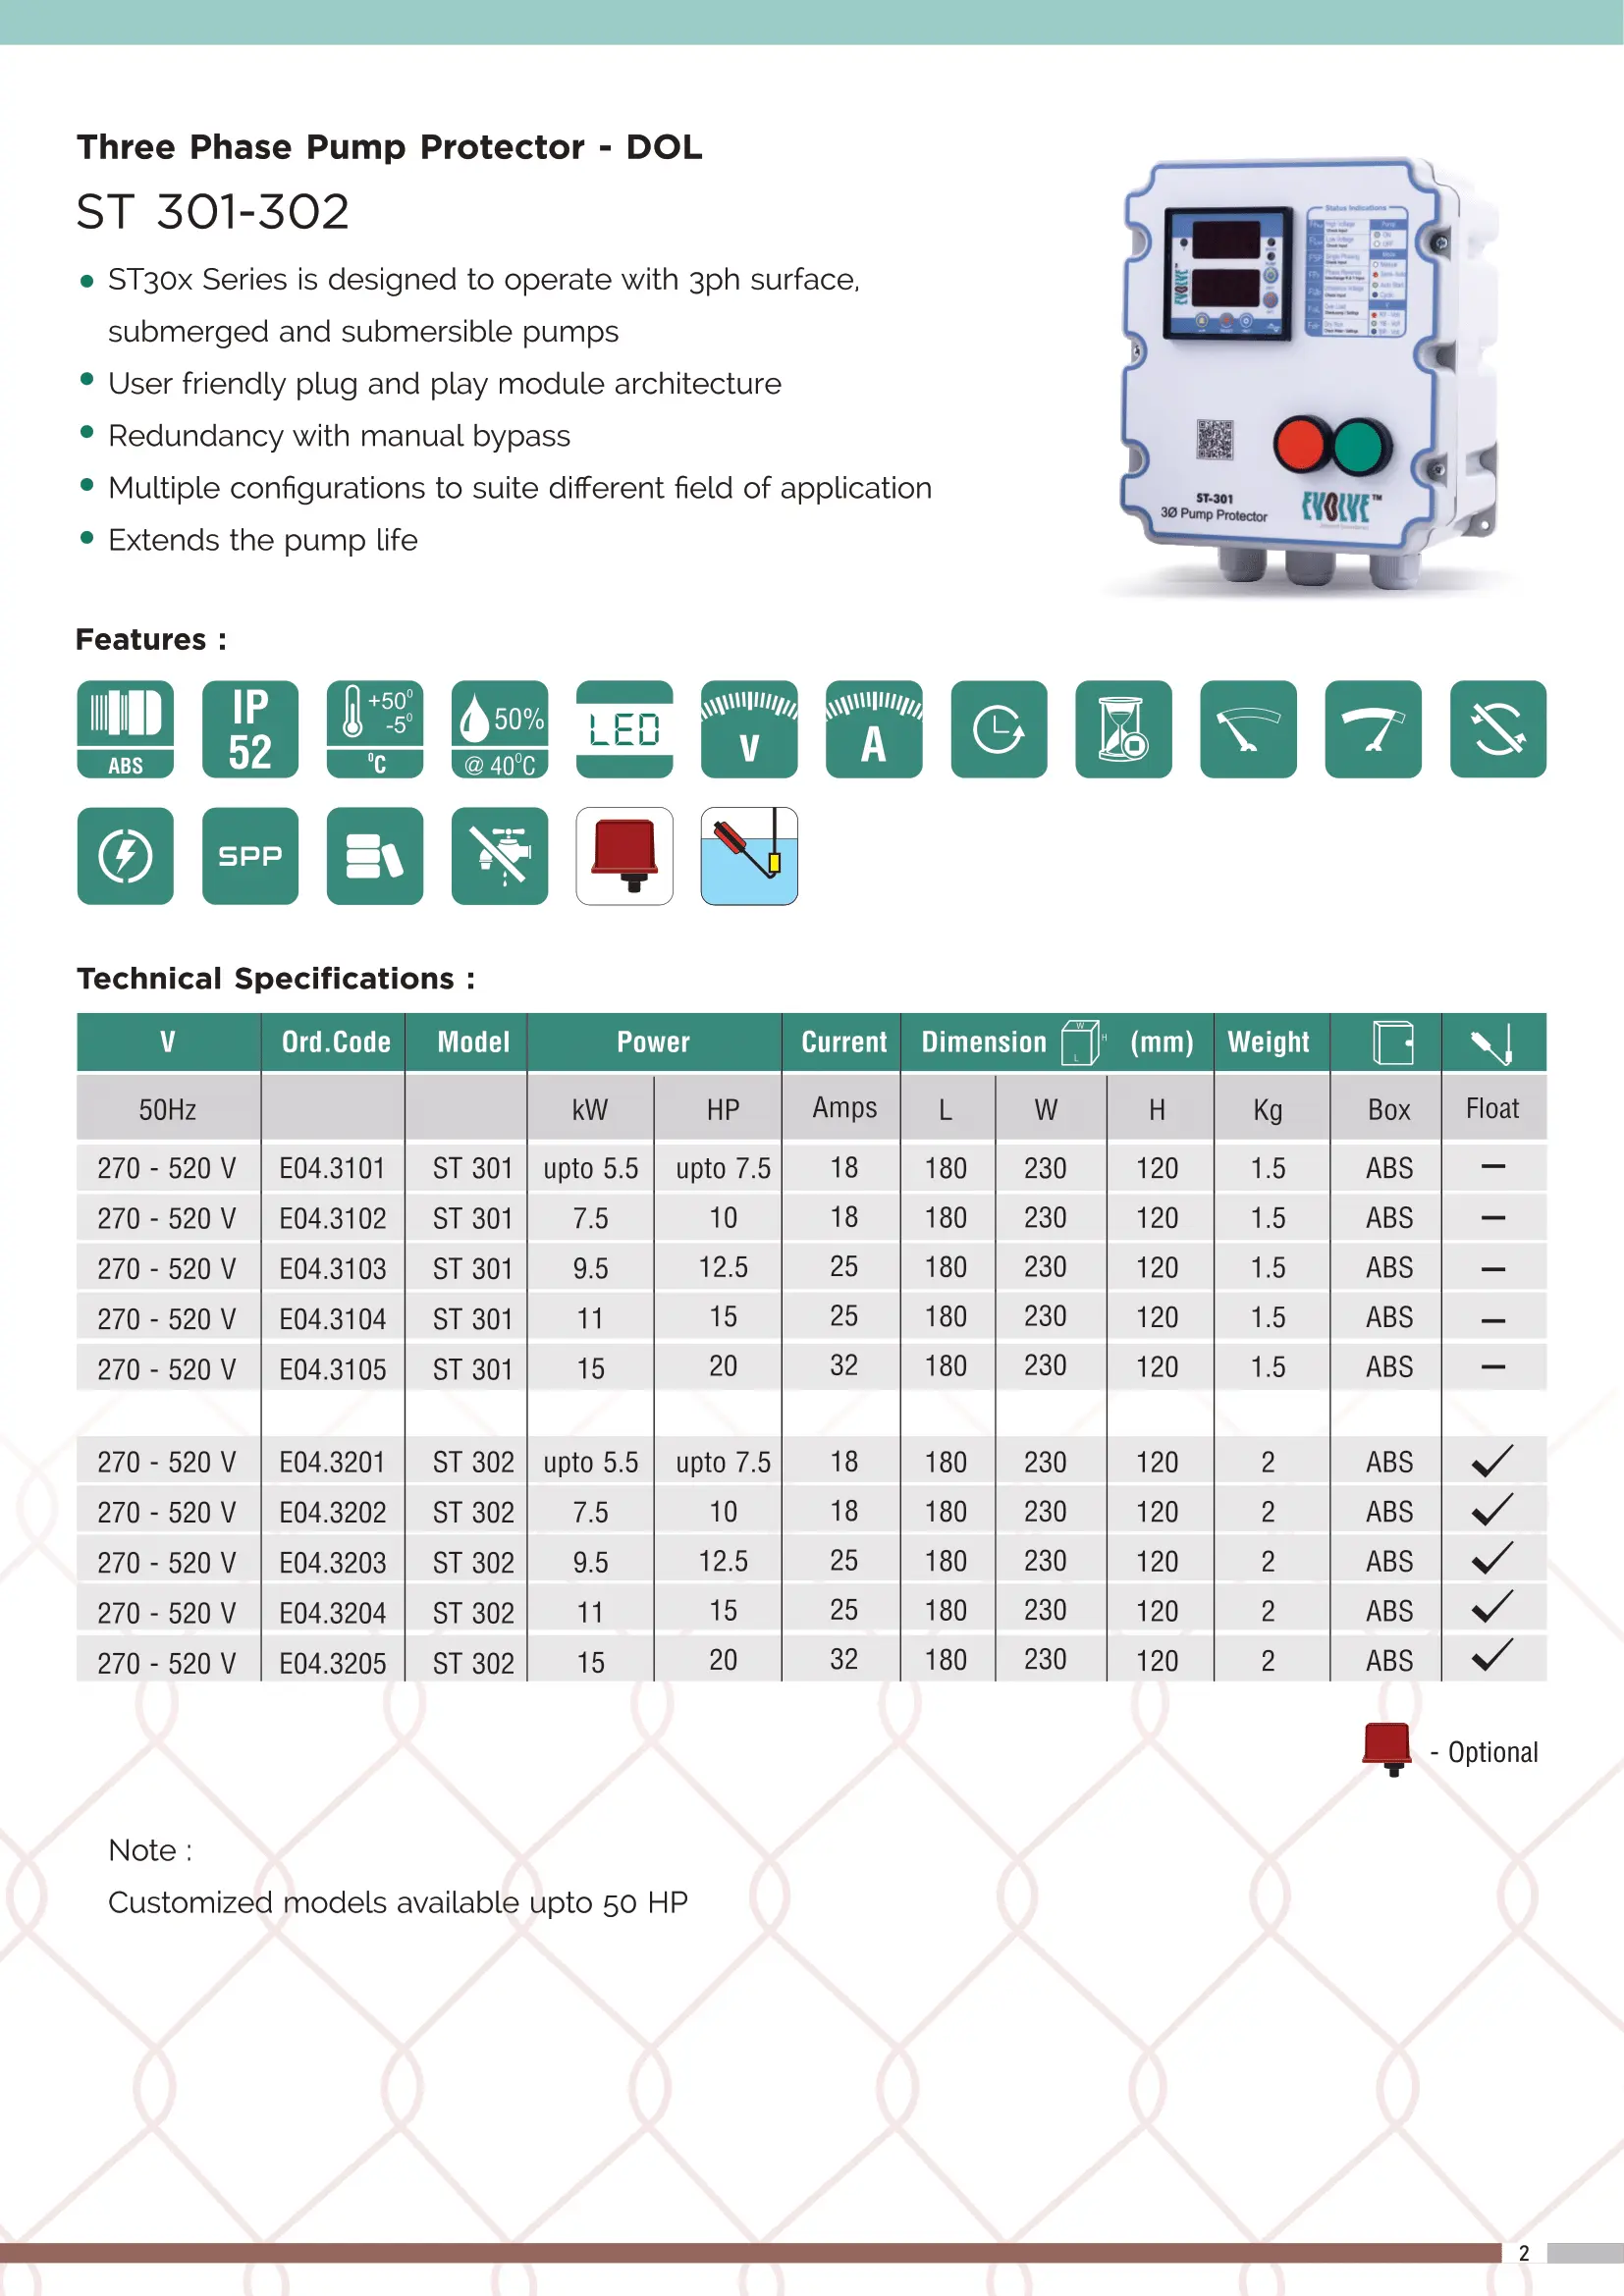 Three Phase Pump Protector - DOL
ST 301-302
ST30x Series is designed to operate with 3ph surface,
submerged and submersible pumps
User friendly plug and play module architecture
Redundancy with manual bypass
Multiple configurations to suite different field of application
Extends the pump life
Status Indications
ST-301
3Ø Pump Protector
EVOLVE™
EVOLVE
Features :
ABS
IP
52
+50⁰
-5⁰
⁰C
50%
@ 40⁰C
LED
V
A
SPP
Technical Specifications :
V Ord.Code Model Power Current Dimension W H L (mm) Weight
50Hz kW HP Amps L W H Kg Box Float
270 - 520 V E04.3101 ST 301 upto 5.5 upto 7.5 18 180 230 120 1.5 ABS –
270 - 520 V E04.3102 ST 301 7.5 10 18 180 230 120 1.5 ABS –
270 - 520 V E04.3103 ST 301 9.5 12.5 25 180 230 120 1.5 ABS –
270 - 520 V E04.3104 ST 301 11 15 25 180 230 120 1.5 ABS –
270 - 520 V E04.3105 ST 301 15 20 32 180 230 120 1.5 ABS –
270 - 520 V E04.3201 ST 302 upto 5.5 upto 7.5 18 180 230 120 2 ABS ✓
270 - 520 V E04.3202 ST 302 7.5 10 18 180 230 120 2 ABS ✓
270 - 520 V E04.3203 ST 302 9.5 12.5 25 180 230 120 2 ABS ✓
270 - 520 V E04.3204 ST 302 11 15 25 180 230 120 2 ABS ✓
270 - 520 V E04.3205 ST 302 15 20 32 180 230 120 2 ABS ✓
- Optional
Note :
Customized models available upto 50 HP
2